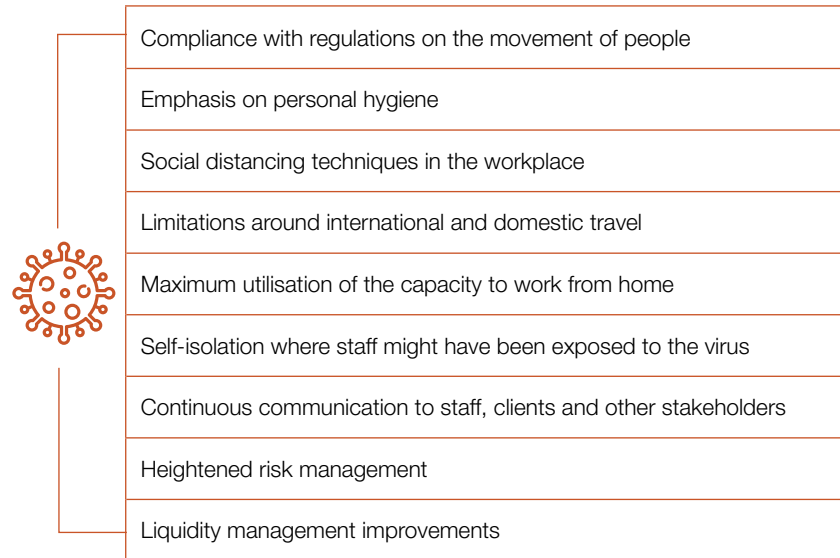 Compliance with regulations on the movement of people
Emphasis on personal hygiene
Social distancing techniques in the workplace
Limitations around international and domestic travel
Maximum utilisation of the capacity to work from home
Self-isolation where staff might have been exposed to the virus
Continuous communication to staff, clients and other stakeholders
Heightened risk management
Liquidity management improvements